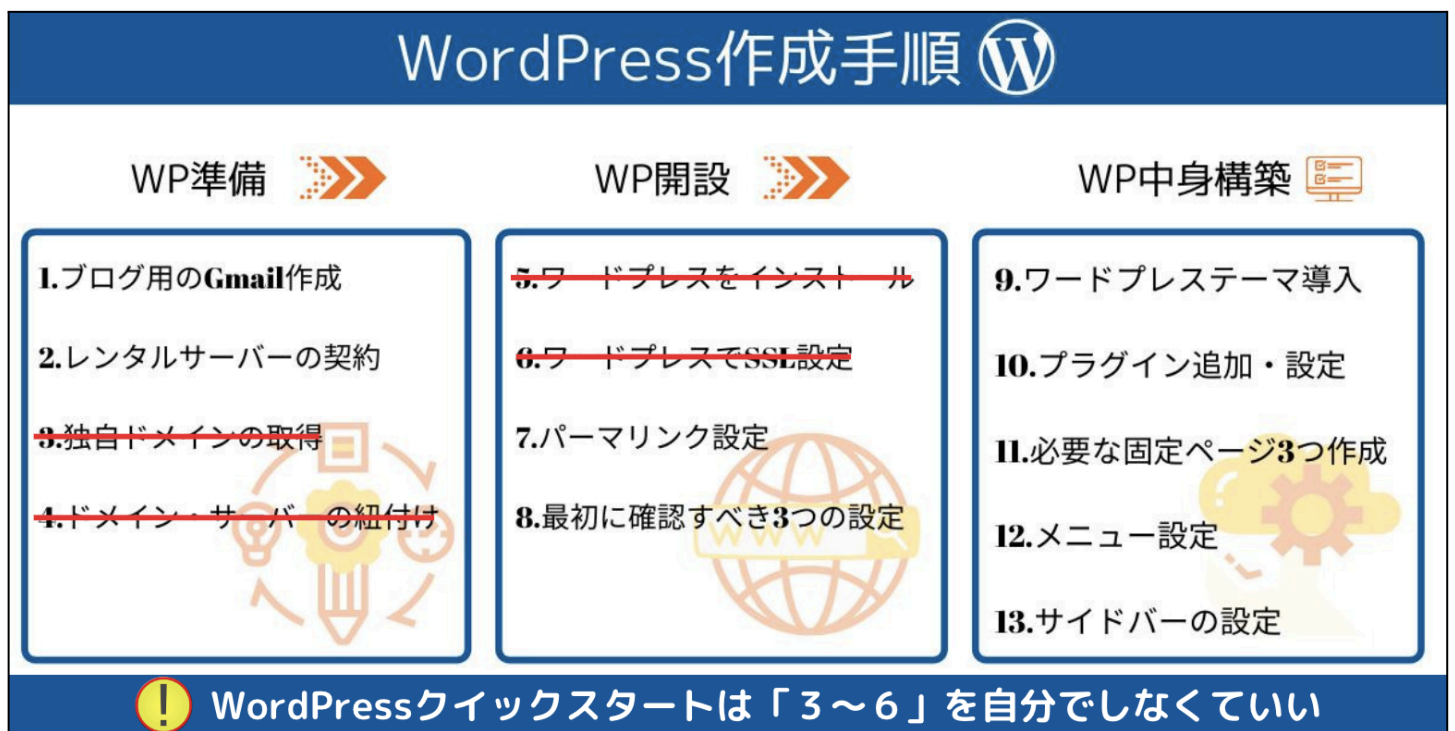 WordPress作成手順
WP準備
1.ブログ用のGmail作成
2.レンタルサーバーの契約
3.独自ドメインの取得
4.ドメイン・サーバーの紐付け
WP開設
5.ワードプレスをインストール
6.ワードプレスでSSL設定
7.パーマリンク設定
8.最初に確認すべき3つの設定
WWW
WP中身構築
9.ワードプレステーマ導入
10.プラグイン追加・設定
11.必要な固定ページ3つ作成
12.メニュー設定
13.サイドバーの設定
! WordPressクイックスタートは「3〜6」を自分でしなくていい